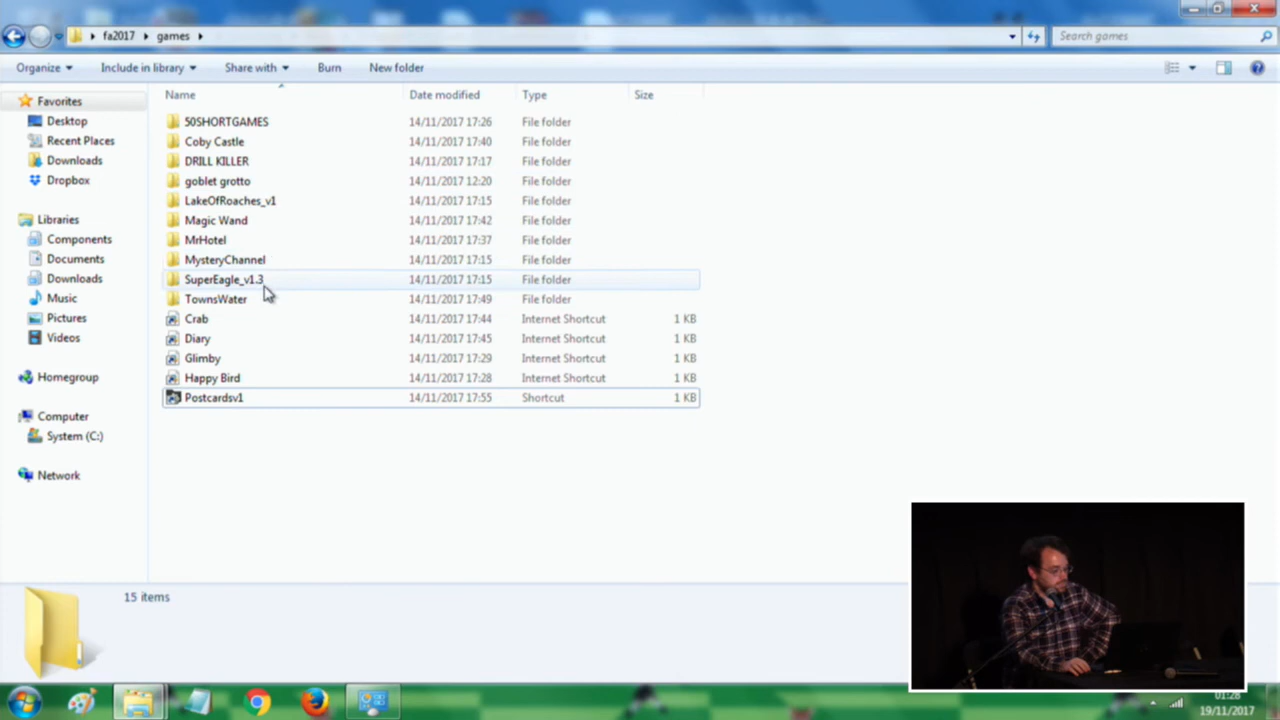 fa2017 games
Search games
Organize Include in library Share with Burn New folder
Name Date modified Type Size
Favorites
Desktop
Recent Places
Downloads
Dropbox
Libraries
Components
Documents
Downloads
Music
Pictures
Videos
Homegroup
Computer
System (C:)
Network
50SHORTGAMES 14/11/2017 17:26 File folder
Coby Castle 14/11/2017 17:40 File folder
DRILL KILLER 14/11/2017 17:17 File folder
goblet grotto 14/11/2017 12:20 File folder
LakeOfRoaches_v1 14/11/2017 17:15 File folder
Magic Wand 14/11/2017 17:42 File folder
MrHotel 14/11/2017 17:37 File folder
MysteryChannel 14/11/2017 17:15 File folder
SuperEagle_v1.3 14/11/2017 17:15 File folder
TownsWater 14/11/2017 17:49 File folder
Crab 14/11/2017 17:44 Internet Shortcut 1 KB
Diary 14/11/2017 17:45 Internet Shortcut 1 KB
Glimby 14/11/2017 17:29 Internet Shortcut 1 KB
Happy Bird 14/11/2017 17:28 Internet Shortcut 1 KB
Postcardsv1 14/11/2017 17:55 Shortcut 1 KB
15 items
01:28
19/11/2017